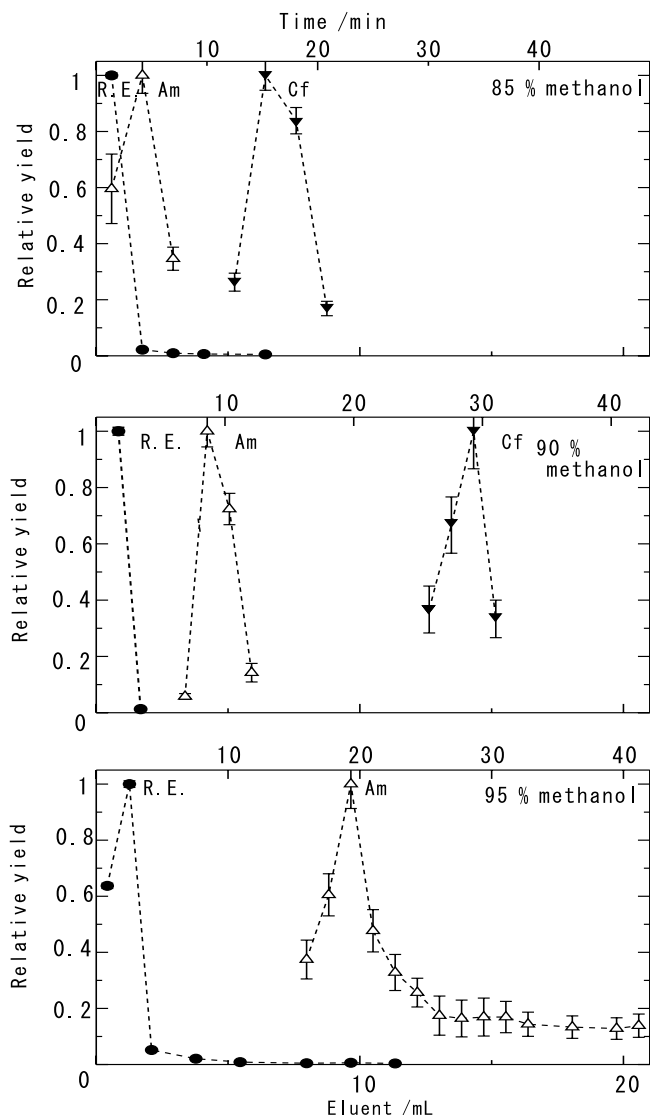 Time /min
10 20 30 40
1 R.E. Am Cf 85 % methanol
0.8
0.6
0.4
0.2
0
Relative yield
10 20 30 40
1 R.E. Am Cf 90 %
methanol
0.8
0.6
0.4
0.2
0
Relative yield
10 20 30 40
1 R.E. Am 95 % methanol
0.8
0.6
0.4
0.2
0
Relative yield
0 10 20
Eluent /mL